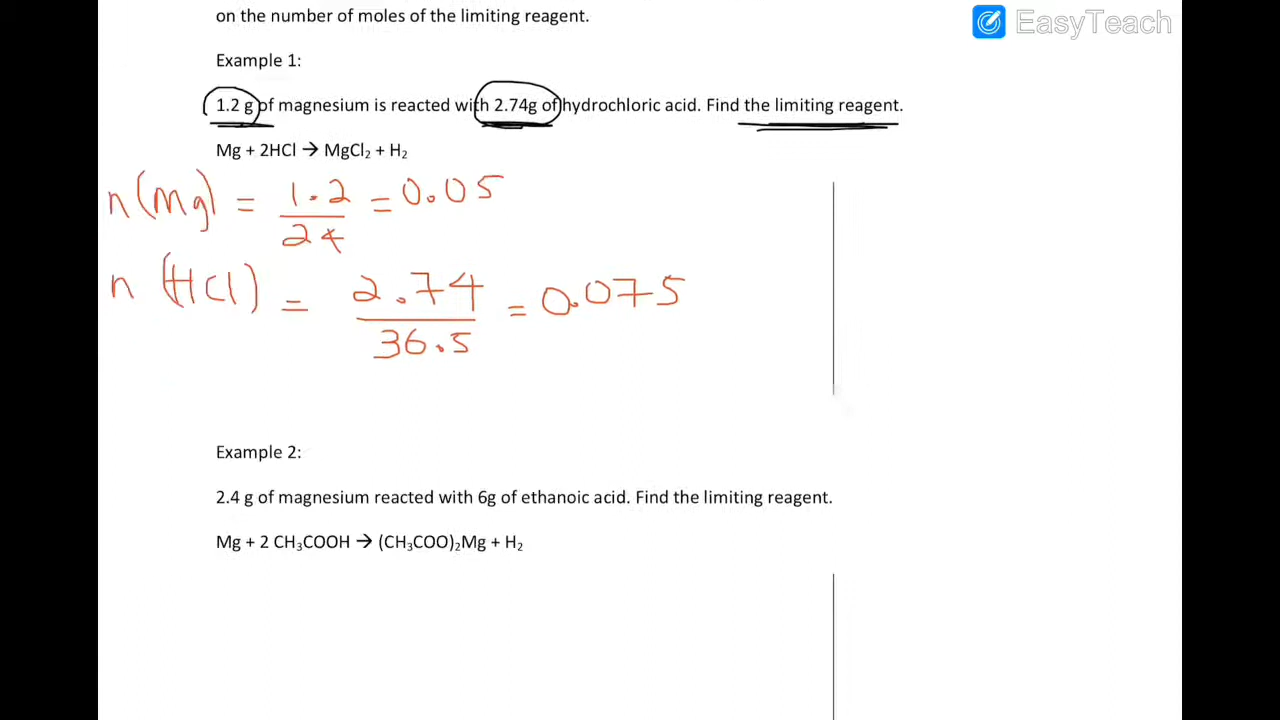 on the number of moles of the limiting reagent.
EasyTeach
Example 1:
1.2 g of magnesium is reacted with 2.74g of hydrochloric acid. Find the limiting reagent.
Mg + 2HCl → MgCl₂ + H₂
n(Mg) = 1.2/24 = 0.05
n (HCl) = 2.74/36.5 = 0.075
Example 2:
2.4 g of magnesium reacted with 6g of ethanoic acid. Find the limiting reagent.
Mg + 2 CH₃COOH → (CH₃COO)₂Mg + H₂